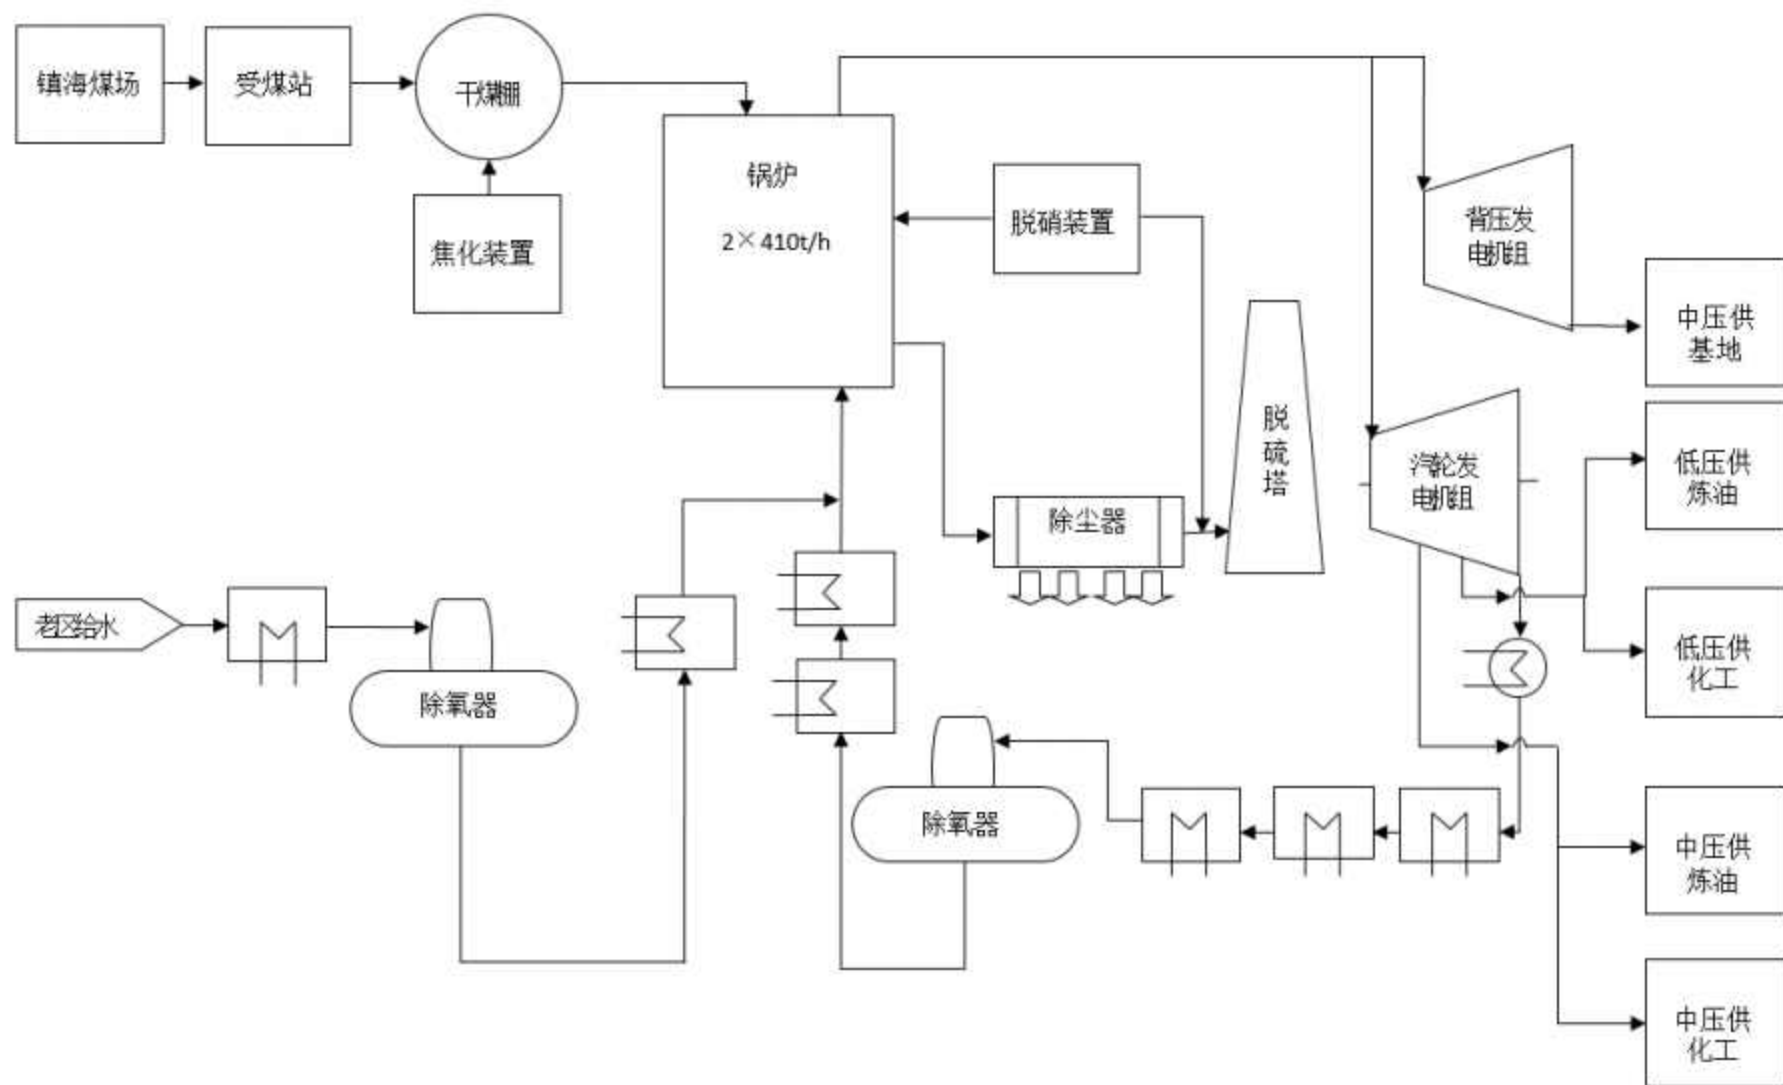 镇海煤场
受煤站
干煤棚
焦化装置
锅炉
2×410t/h
脱硝装置
背压发
电机组
中压供
基地
脱
硫
塔
汽轮发
电机组
低压供
炼油
除尘器
老区给水
除氧器
低压供
化工
除氧器
中压供
炼油
中压供
化工